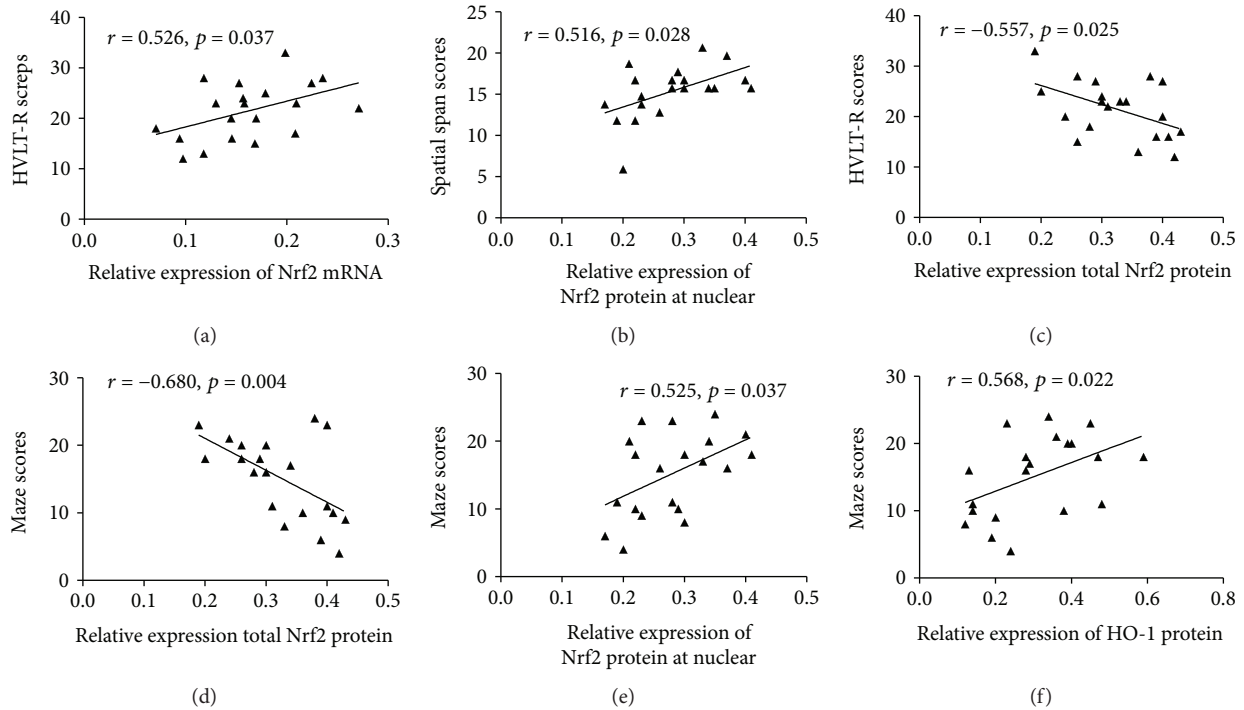 r = 0.526, p = 0.037
HVLT-R screps
40
30
20
10
0
0.0 0.1 0.2 0.3
Relative expression of Nrf2 mRNA
(a)
r = 0.516, p = 0.028
Spatial span scores
25
20
15
10
5
0
0.0 0.1 0.2 0.3 0.4 0.5
Relative expression of
Nrf2 protein at nuclear
(b)
r = −0.557, p = 0.025
HVLT-R scores
40
30
20
10
0
0.0 0.1 0.2 0.3 0.4 0.5
Relative expression total Nrf2 protein
(c)
r = −0.680, p = 0.004
Maze scores
30
20
10
0
0.0 0.1 0.2 0.3 0.4 0.5
Relative expression total Nrf2 protein
(d)
r = 0.525, p = 0.037
Maze scores
30
20
10
0
0.0 0.1 0.2 0.3 0.4 0.5
Relative expression of
Nrf2 protein at nuclear
(e)
r = 0.568, p = 0.022
Maze scores
30
20
10
0
0.0 0.2 0.4 0.6 0.8
Relative expression of HO-1 protein
(f)